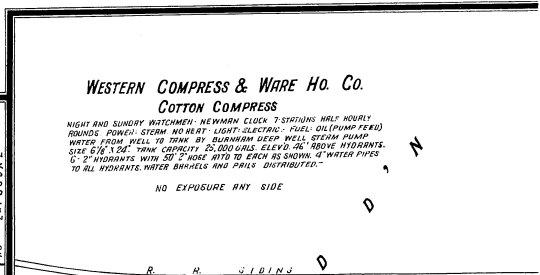 WESTERN COMPRESS & WARE HO. CO.
COTTON COMPRESS
NIGHT AND SUNDAY WATCHMEN - NEWMAN CLOCK 7-STATIONS HALF HOURLY
ROUNDS. POWER: STEAM. NO HEAT. LIGHT: ELECTRIC. FUEL: OIL (PUMP FEED)
WATER FROM WELL TO TANK BY BURNHAM DEEP WELL STEAM PUMP
SIZE 6⅛" X 24". TANK CAPACITY 25,000 GALS. ELEV'D. 46' ABOVE HYDRANTS.
6 - 2" HYDRANTS WITH 50' 2" HOSE ATT'D TO EACH AS SHOWN. 4" WATER PIPES
TO ALL HYDRANTS. WATER BARRELS AND PAILS DISTRIBUTED.
NO EXPOSURE ANY SIDE
D D, N
R. R. SIDING